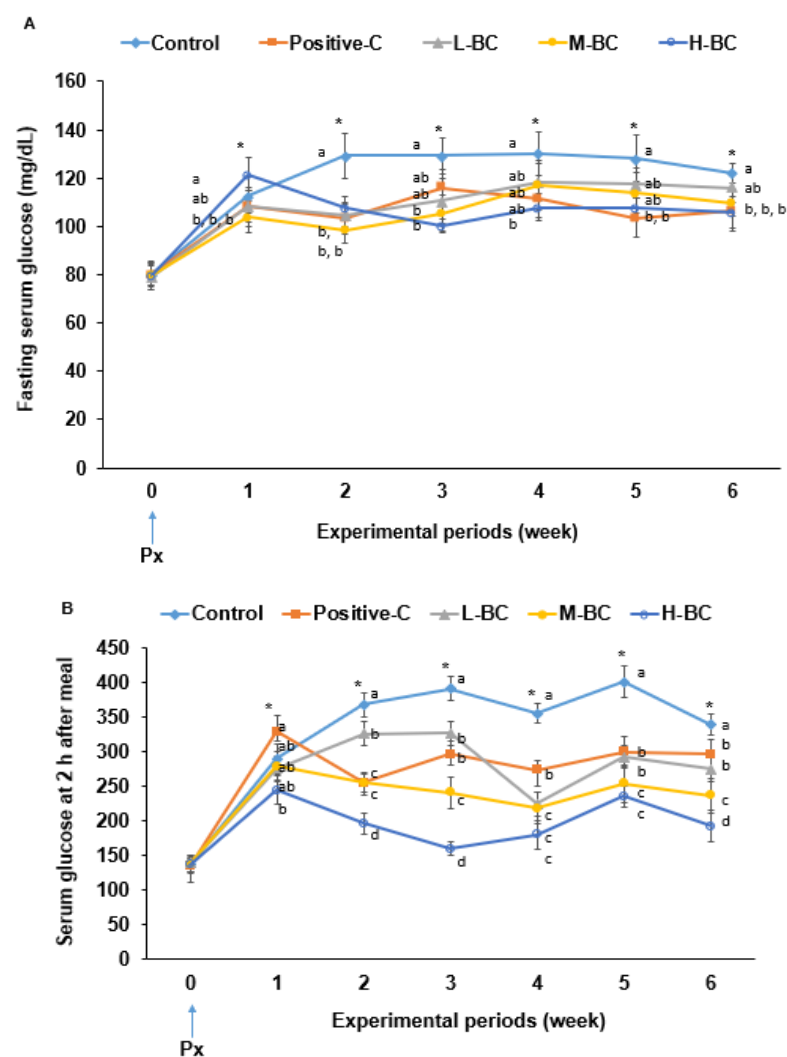 A
Control Positive-C L-BC M-BC H-BC
Fasting serum glucose (mg/dL)
160
140
120
100
80
60
40
20
0
* * * * * *
a
ab
b, b, b
a
b,
b, b
a
ab
ab
b
b
a
ab
ab
ab
b
a
ab
ab
b, b
a
ab
b, b, b
0 1 2 3 4 5 6
Experimental periods (week)
Px
B
Control Positive-C L-BC M-BC H-BC
Serum glucose at 2 h after meal
450
400
350
300
250
200
150
100
50
0
* * * * * *
a
ab
ab
ab
b
a
b
c
c
d
a
b
b
c
d
a
b
c
c
c
a
b
b
c
c
a
b
b
c
d
0 1 2 3 4 5 6
Experimental periods (week)
Px